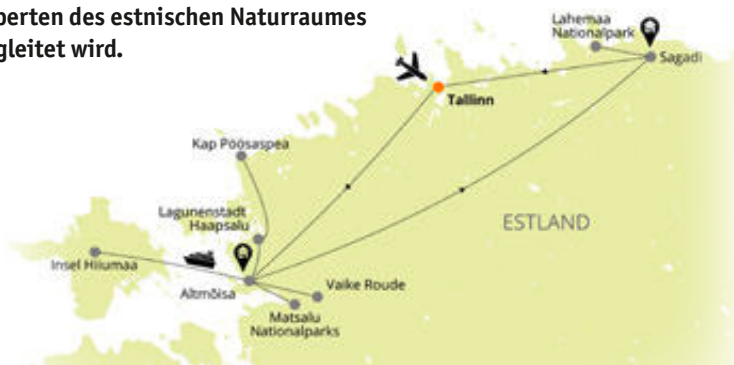 perten des estnischen Naturraumes
gleitet wird.
Lahemaa
Nationalpark
Sagadi
Tallinn
Kap Pöösaspea
Lagunenstadt
Haapsalu
ESTLAND
Insel Hiiumaa
Altmõisa
Vaike Roude
Matsalu
Nationalparks